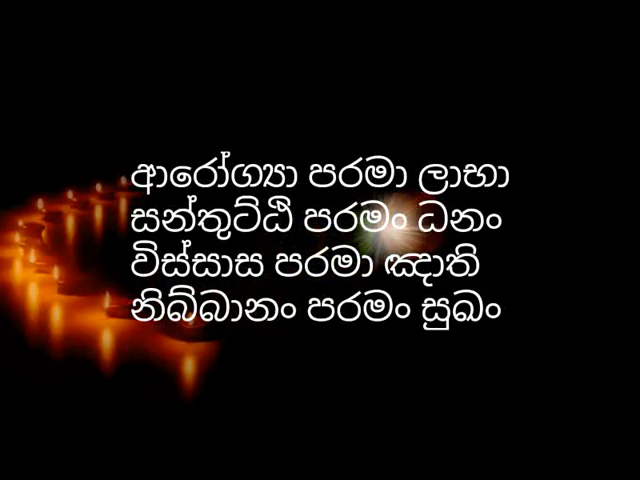 ආරෝග්‍යා පරමා ලාභා
සන්තුට්ඨි පරමං ධනං
විස්සාස පරමා ඤාති
නිබ්බානං පරමං සුඛං